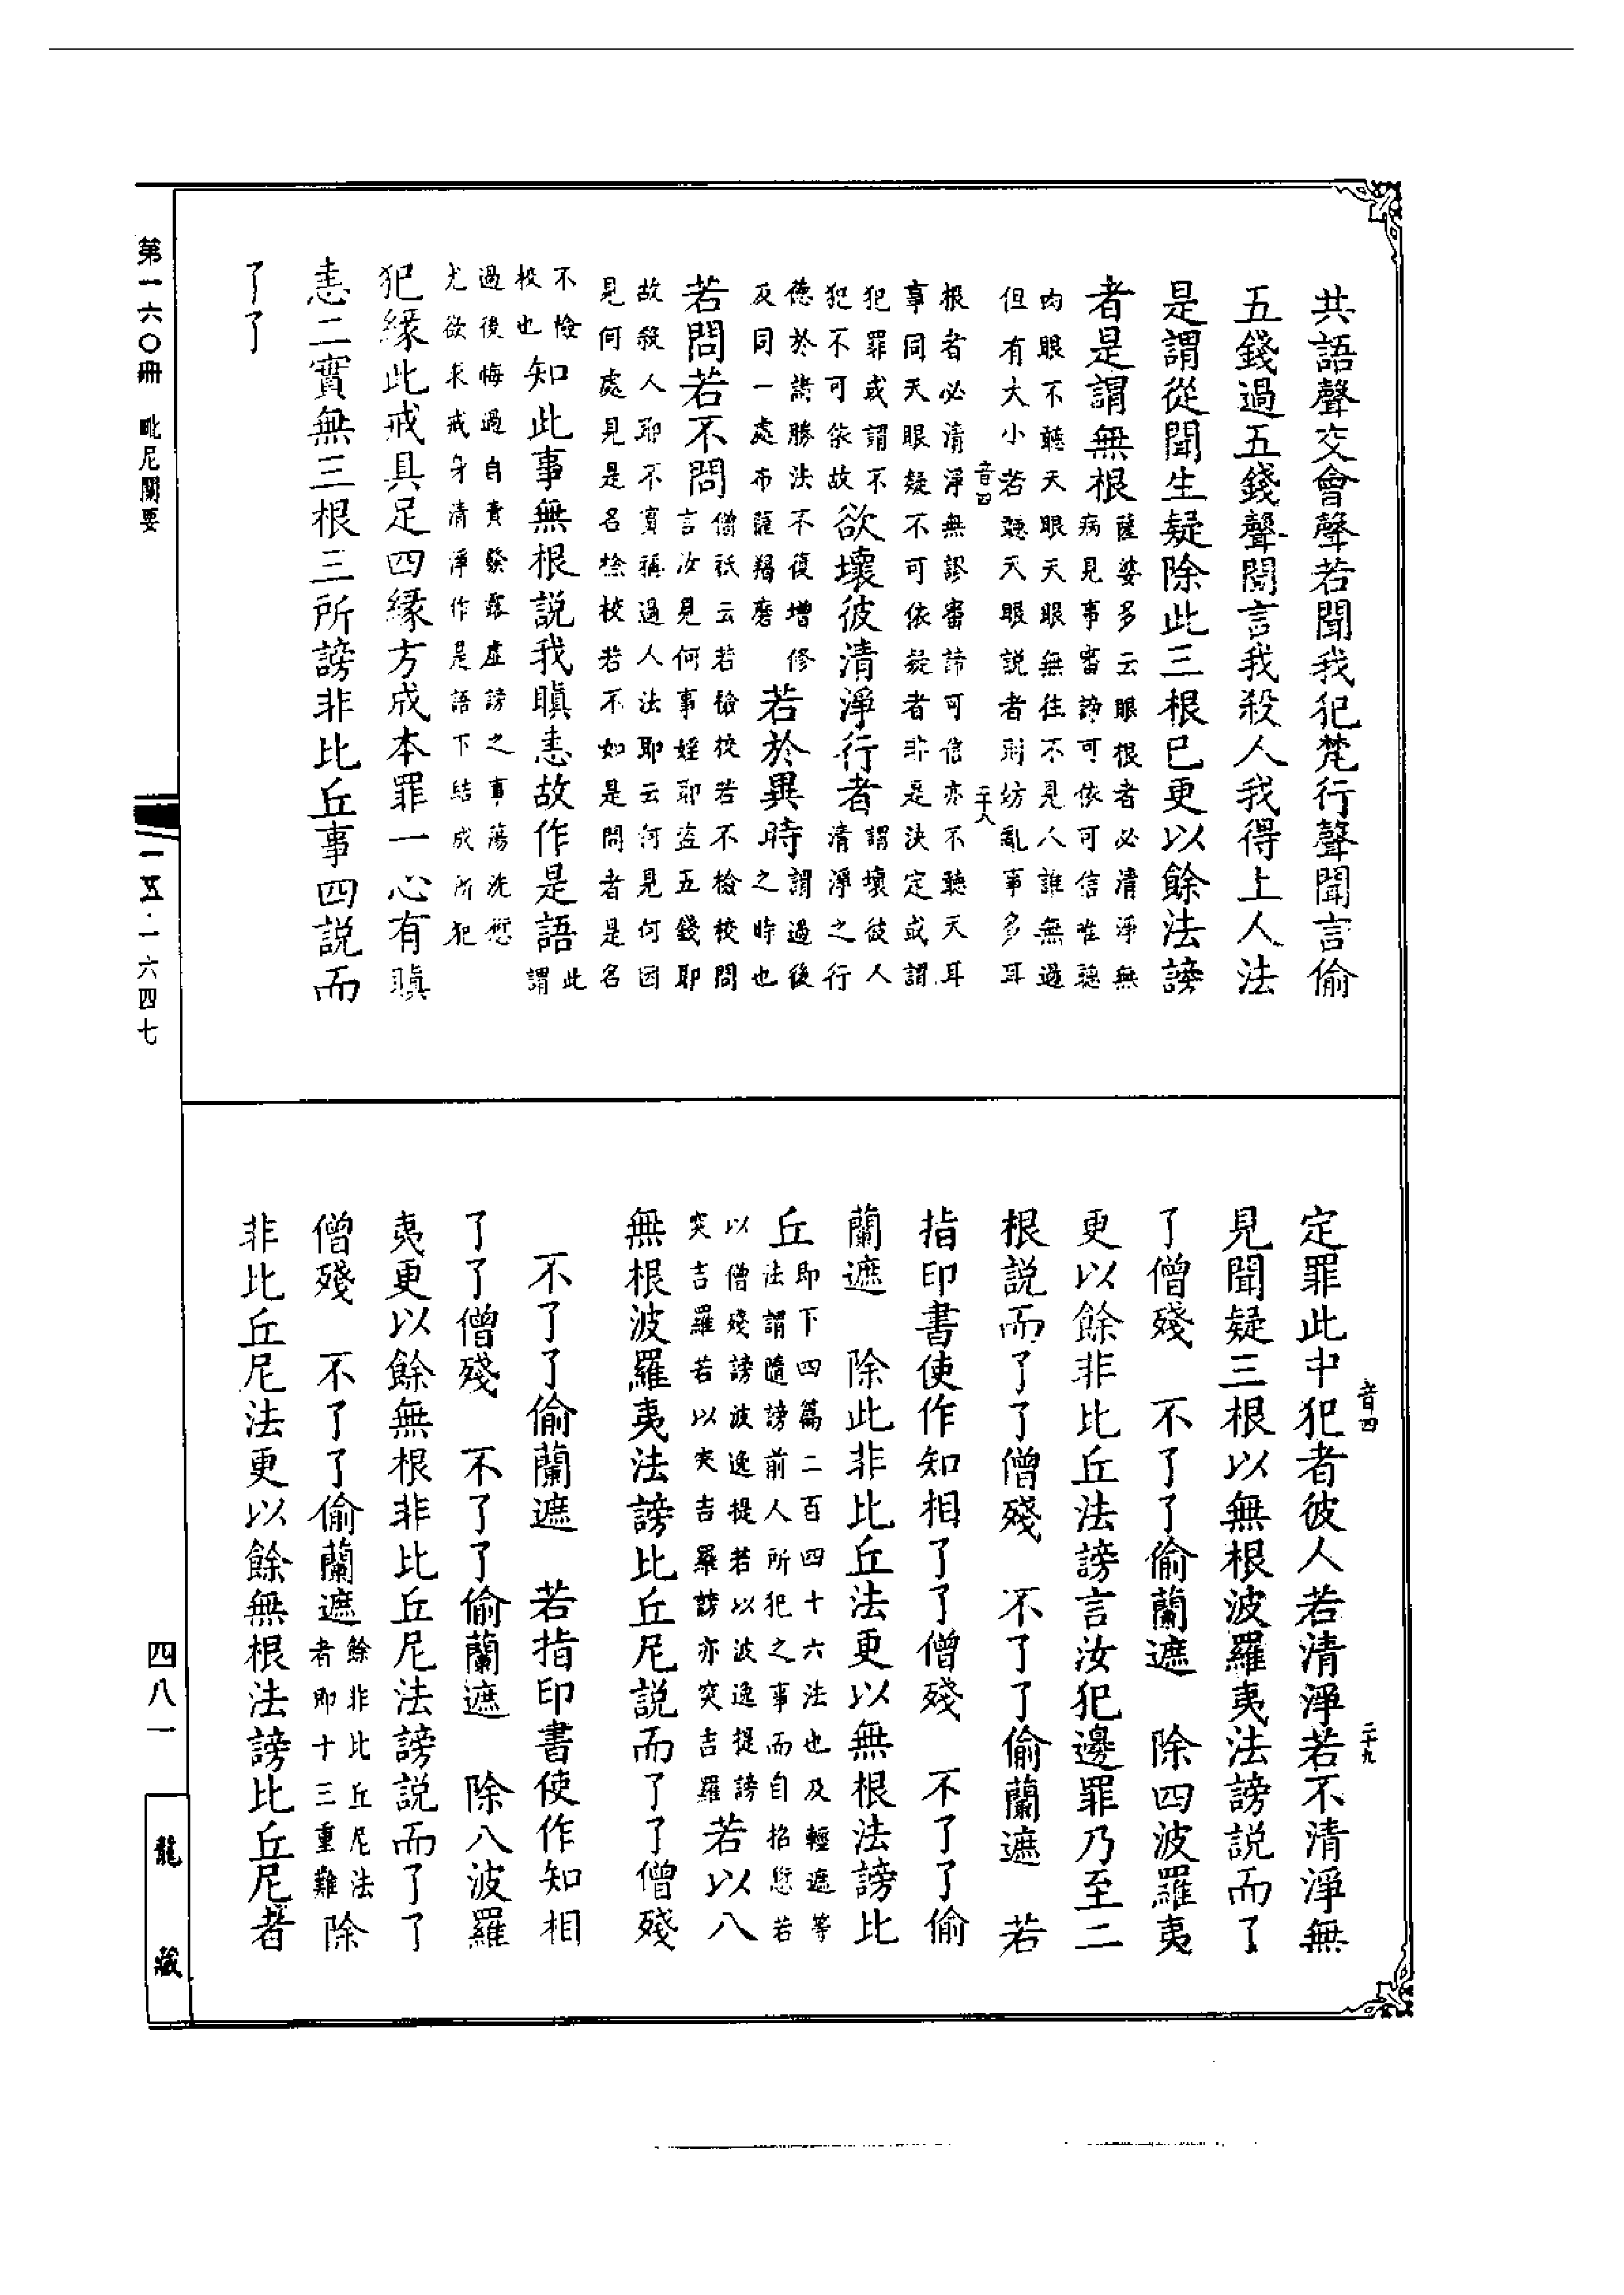 共語聲交會聲若聞我犯梵行聲聞言偷
五錢過五錢聲聞言我殺人我得上人法
是謂從聞生疑除此三根已更以餘法謗
者是謂無根
薩婆多云眼根者必清淨無
病見事審諦可依可信唯聽
肉眼不聽天眼天眼無往不見人誰無過
但有大小若聽天眼說者則坊亂事多耳
音四
二十八
根者必清淨無謬審諦可信亦不聽天耳
事同天眼疑不可依疑者非是決定或謂
犯罪或謂不
犯不可依故
欲壞彼清淨行者
謂壞彼人
清淨之行
德於諸勝法不復增修
及同一處布薩羯磨
若於異時
謂過後
之時也
若問若不問
僧祇云若檢校若不檢校問
言汝見何事婬耶盜五錢耶
故殺人耶不實稱過人法耶云何見何因
見何處見是名檢校若不如是問者是名
不檢
校也
知此事無根說我瞋恚故作是語
此
謂
過後悔過自責發露虛謗之事蕩洗愆
尤欲求戒身清淨作是語下結成所犯
犯緣此戒具足四緣方成本罪一心有瞋
恚二實無三根三所謗非比丘事四說而
了了
定罪此中犯者彼人若清淨若不清淨無
音四
二十九
見聞疑三根以無根波羅夷法謗說而了
了僧殘　不了了偷蘭遮　除四波羅夷
更以餘非比丘法謗言汝犯邊罪乃至二
根說而了了僧殘　不了了偷蘭遮　若
指印書使作知相了了僧殘　不了了偷
蘭遮　除此非比丘法更以無根法謗比
丘
即下四篇二百四十六法也及輕遮等
法謂隨謗前人所犯之事而自招愆若
以僧殘謗波逸提若以波逸提謗
突吉羅若以突吉羅謗亦突吉羅
若以八
無根波羅夷法謗比丘尼說而了了僧殘
不了了偷蘭遮　若指印書使作知相
了了僧殘　不了了偷蘭遮　除八波羅
夷更以餘無根非比丘尼法謗說而了了
僧殘　不了了偷蘭遮
餘非比丘尼法
者即十三重難
除
非比丘尼法更以餘無根法謗比丘尼者
第一六〇冊　毗尼關要
一五·一六四七
四八一
龍藏